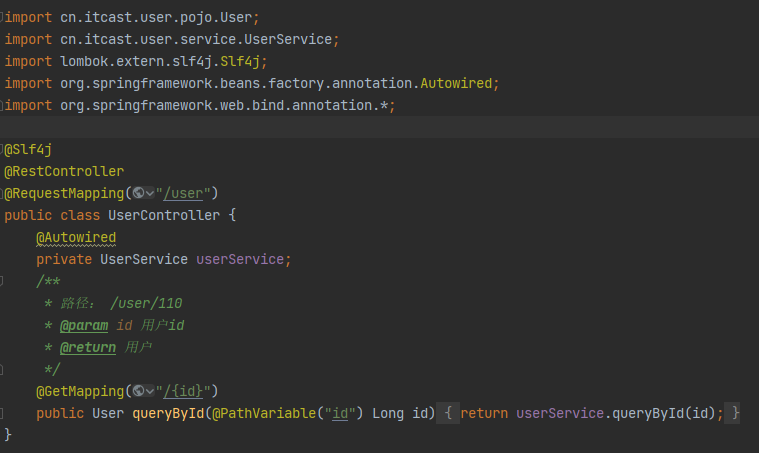 import cn.itcast.user.pojo.User;
import cn.itcast.user.service.UserService;
import lombok.extern.slf4j.Slf4j;
import org.springframework.beans.factory.annotation.Autowired;
import org.springframework.web.bind.annotation.*;
@Slf4j
@RestController
@RequestMapping("/user")
public class UserController {
@Autowired
private UserService userService;
/**
* 路径： /user/110
* @param id 用户id
* @return 用户
*/
@GetMapping("/{id}")
public User queryById(@PathVariable("id") Long id) { return userService.queryById(id); }
}